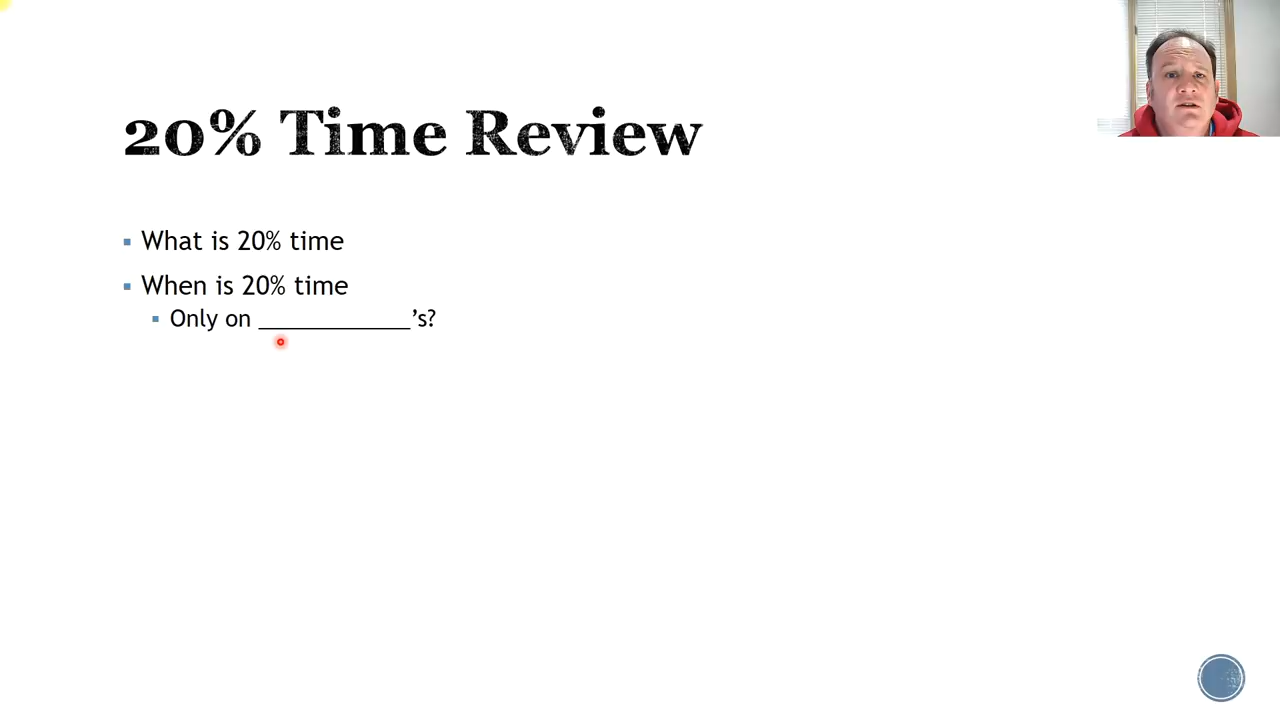 20% Time Review
What is 20% time
When is 20% time
Only on ____________’s?